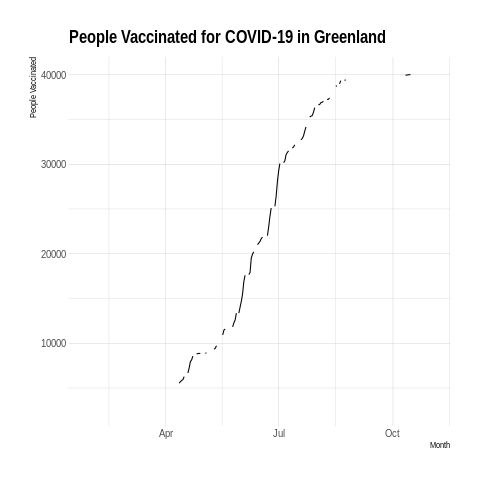 People Vaccinated for COVID-19 in Greenland
People Vaccinated
40000
30000
20000
10000
Apr Jul Oct
Month